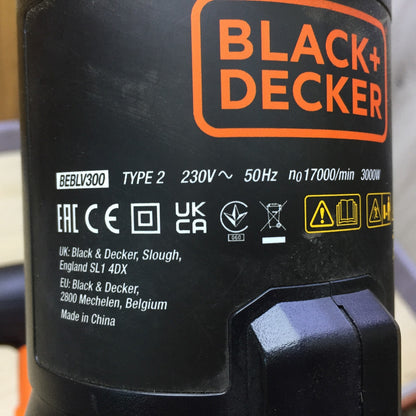 BLACK+
DECKER
BEBLV300 TYPE 2 230V~ 50Hz n0 17000/min 3000W
EAC CE UK
CA
UK: Black & Decker, Slough,
England SL1 4DX
EU: Black & Decker,
2800 Mechelen, Belgium
Made in China